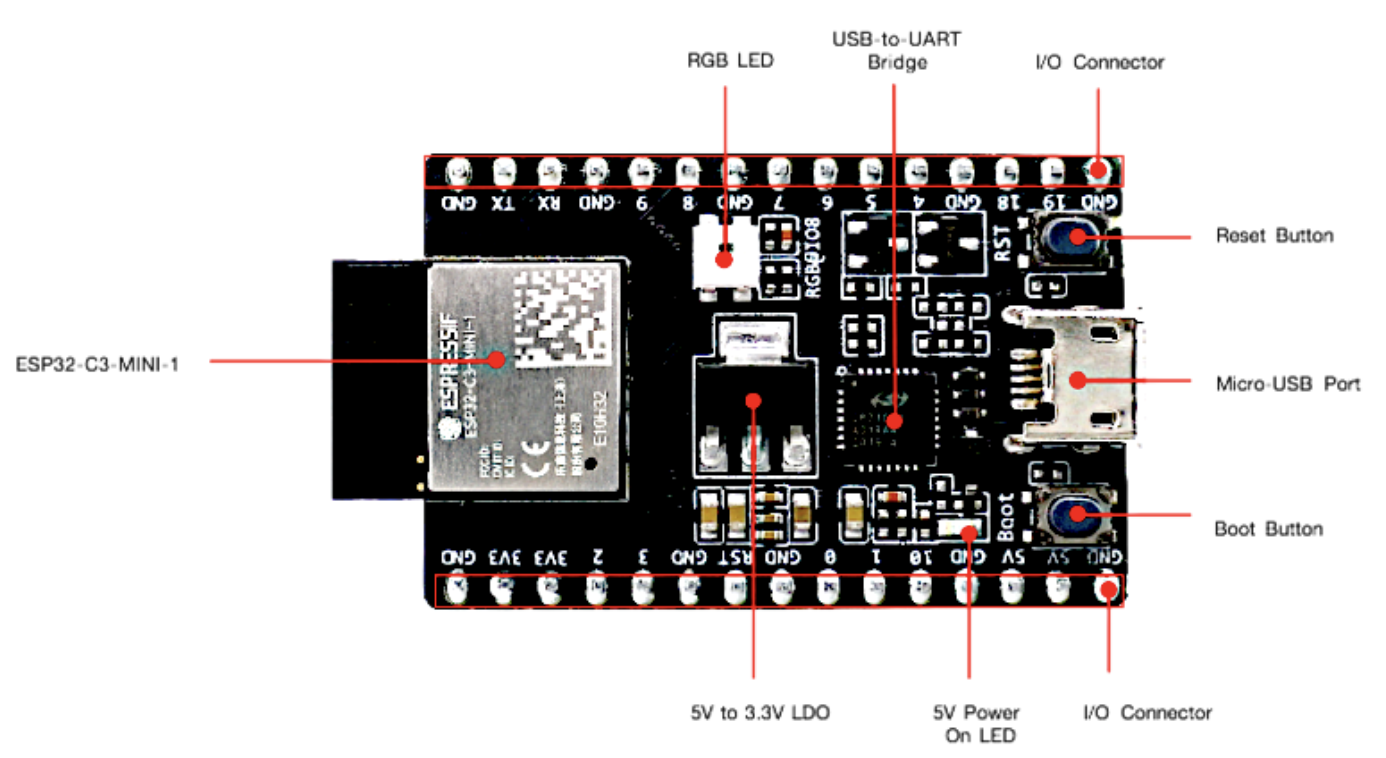 USB-to-UART
Bridge
RGB LED
I/O Connector
GND TX RX GND 9 8 GND 7 6 5 4 GND 18 19 GND
RGB@IO8
RST
Reset Button
ESPRESSIF
ESP32-C3-MINI-1
ESP32-C3-MINI-1
Micro-USB Port
CE
E10H32
Boot
Boot Button
GND 3V3 3V3 2 3 GND RST GND 0 1 10 GND 5V 5V GND
5V to 3.3V LDO
5V Power
On LED
I/O Connector